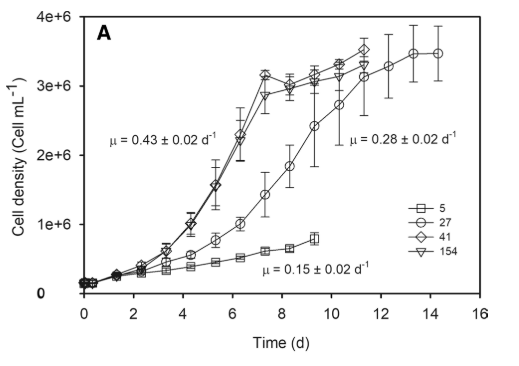 A
4e+6
3e+6
2e+6
1e+6
0
Cell density (Cell mL⁻¹)
μ = 0.43 ± 0.02 d⁻¹
μ = 0.28 ± 0.02 d⁻¹
μ = 0.15 ± 0.02 d⁻¹
5
27
41
154
0 2 4 6 8 10 12 14 16
Time (d)